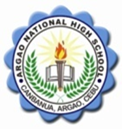 ARGAO NATIONAL HIGH SCHOOL
CANBANUA, ARGAO, CEBU